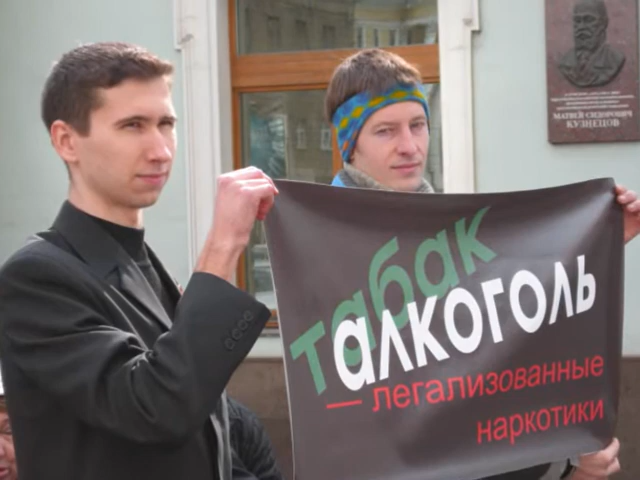 МАТВЕЙ СИДОРОВИЧ
КУЗНЕЦОВ
табак
алкоголь
— легализованные
наркотики